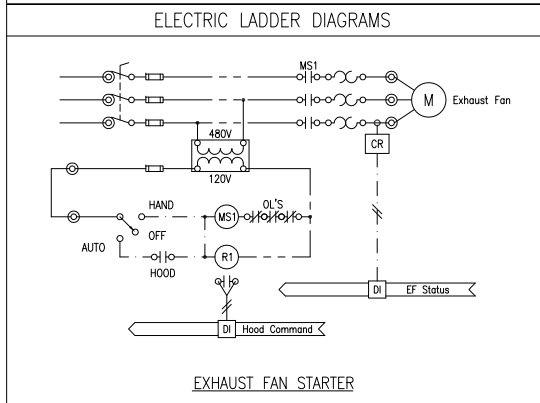 ELECTRIC LADDER DIAGRAMS
MS1
M
Exhaust Fan
480V
120V
CR
HAND
OFF
AUTO
HOOD
MS1
OL'S
R1
DI
EF Status
DI
Hood Command
EXHAUST FAN STARTER